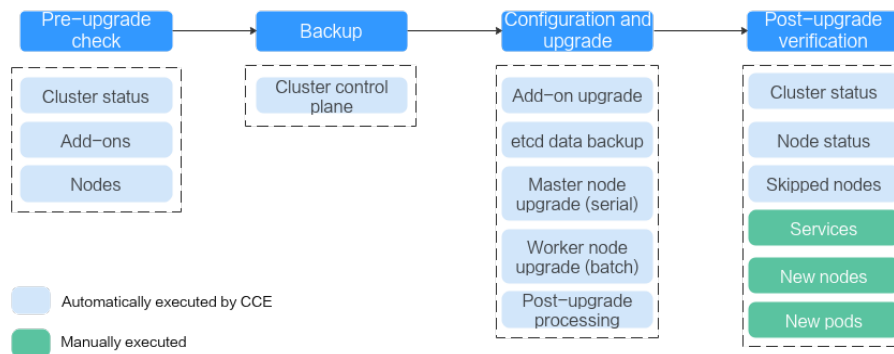 Pre-upgrade
check
Backup
Configuration and
upgrade
Post-upgrade
verification
Cluster status
Add-ons
Nodes
Cluster control
plane
Add-on upgrade
etcd data backup
Master node
upgrade (serial)
Worker node
upgrade (batch)
Post-upgrade
processing
Cluster status
Node status
Skipped nodes
Services
New nodes
New pods
Automatically executed by CCE
Manually executed